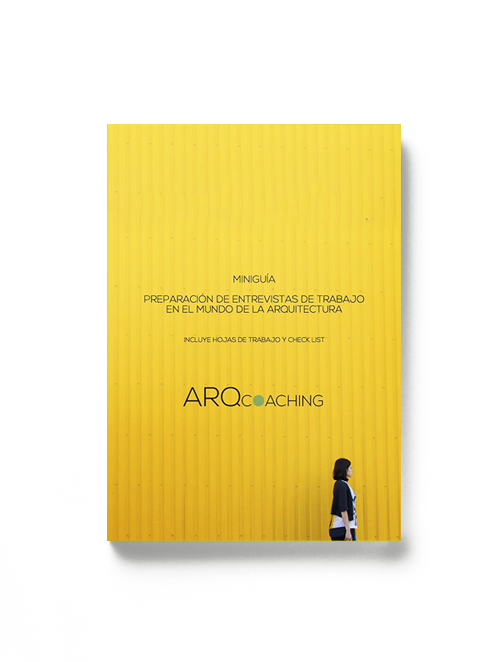 MINIGUÍA
PREPARACIÓN DE ENTREVISTAS DE TRABAJO
EN EL MUNDO DE LA ARQUITECTURA
INCLUYE HOJAS DE TRABAJO Y CHECK LIST
ARQCOACHING